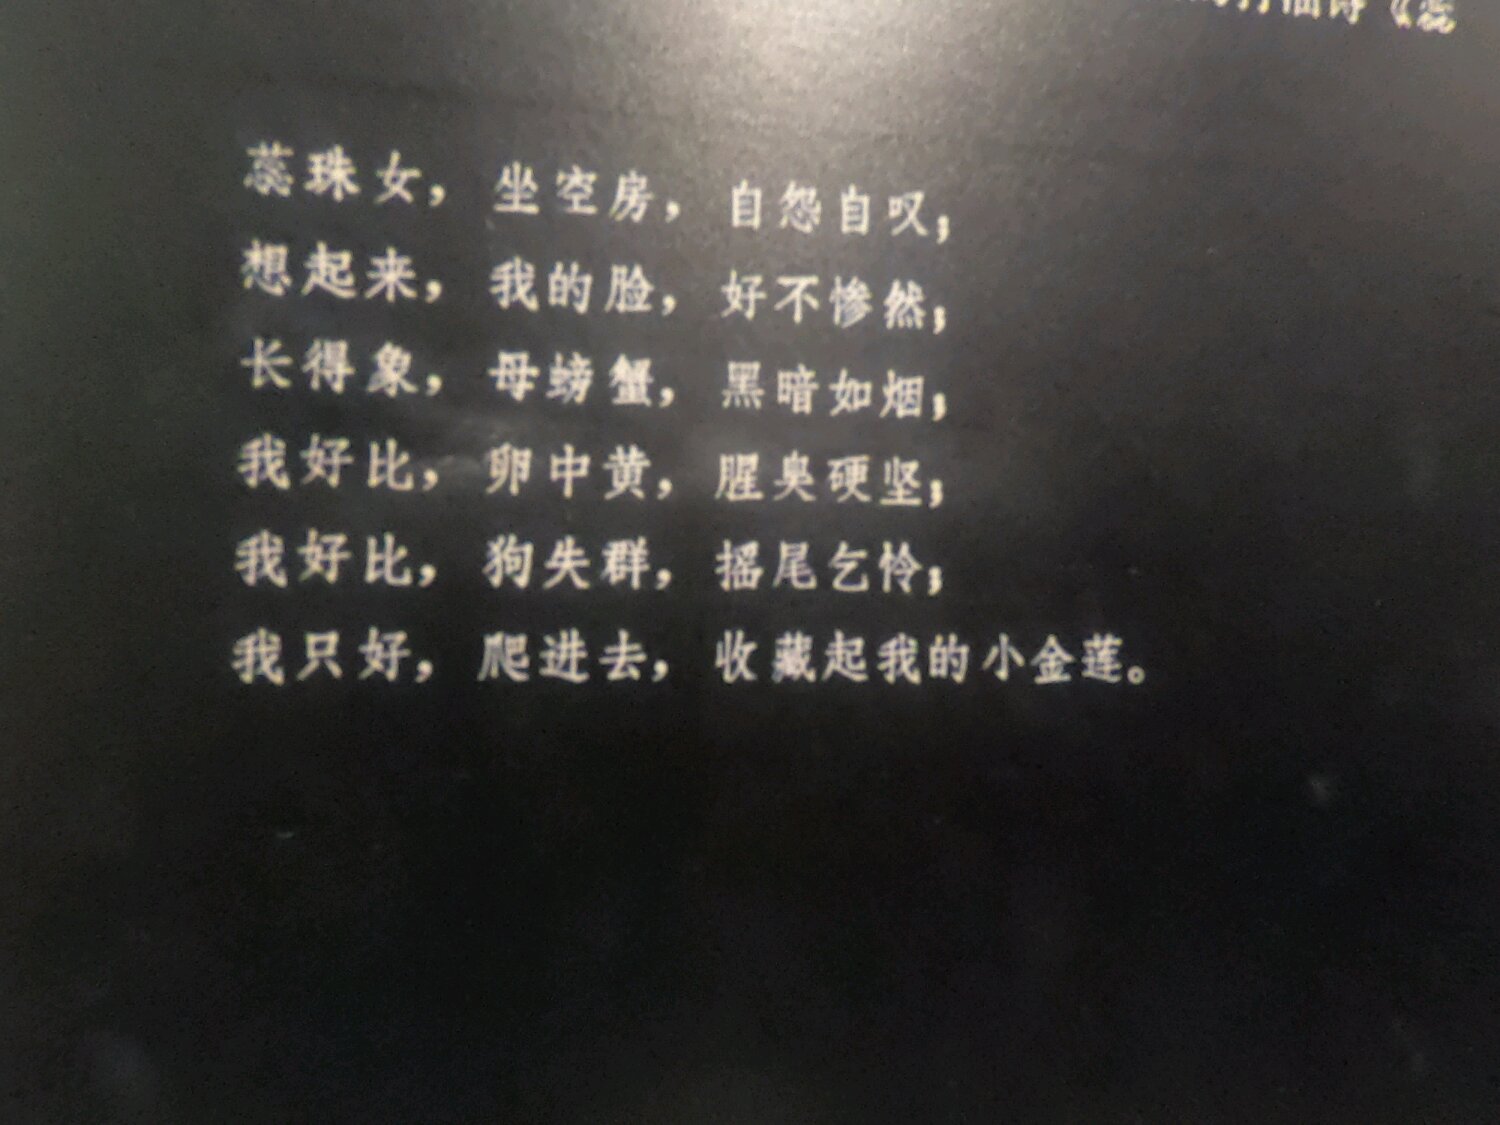 打油诗《蕊
蕊珠女，坐空房，自怨自叹；
想起来，我的脸，好不惨然；
长得象，母螃蟹，黑暗如烟；
我好比，卵中黄，腥臭硬坚；
我好比，狗失群，摇尾乞怜；
我只好，爬进去，收藏起我的小金莲。